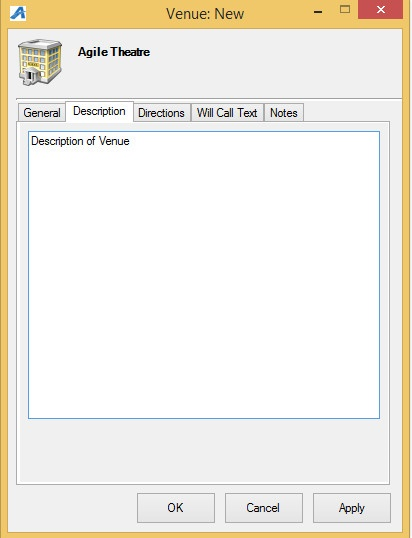 Venue: New
Agile Theatre
General Description Directions Will Call Text Notes
Description of Venue
OK Cancel Apply